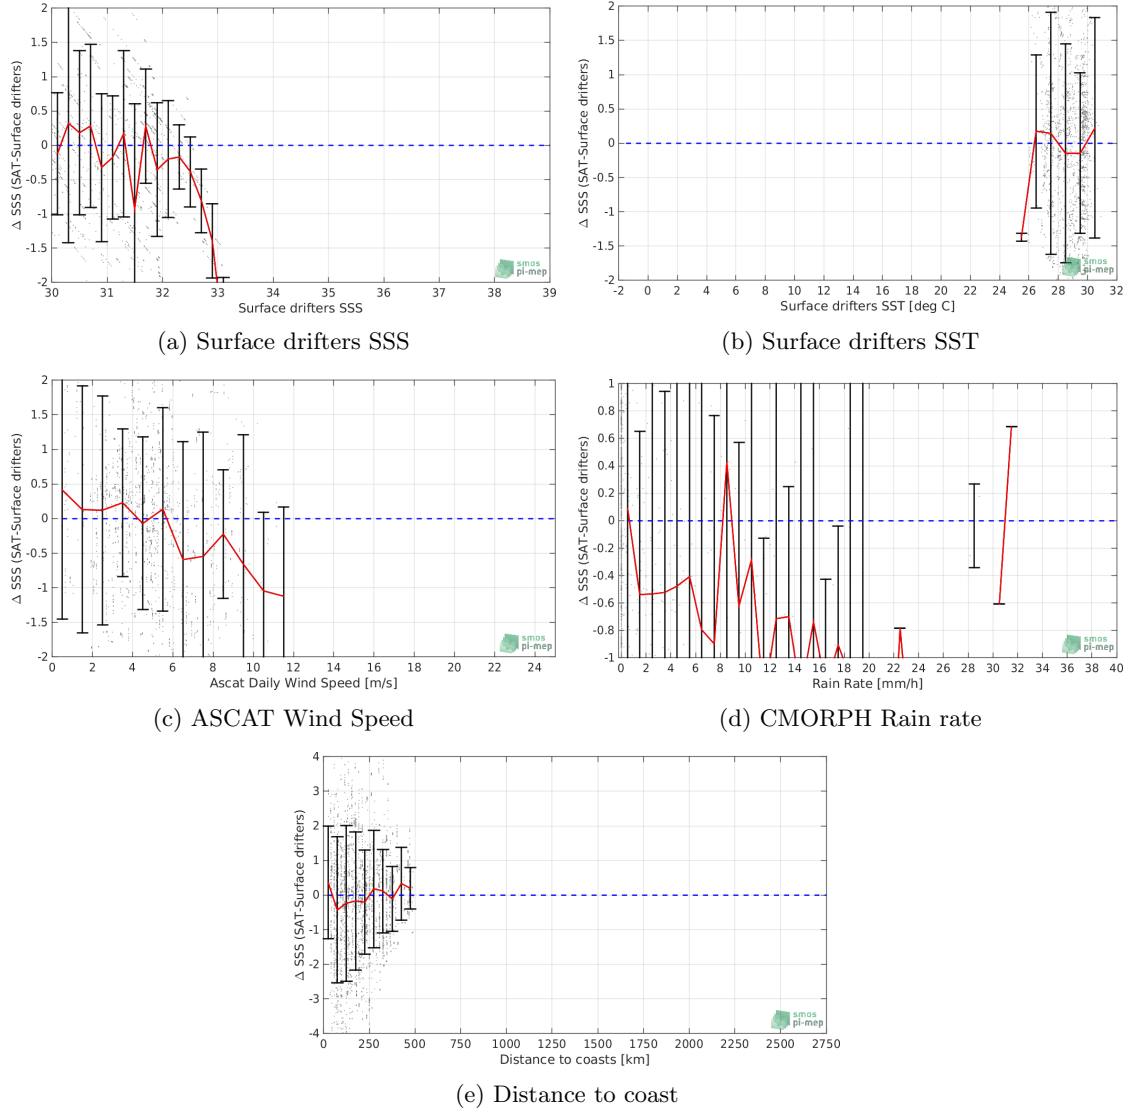 2
1.5
1
0.5
0
-0.5
-1
-1.5
-2
Δ SSS (SAT-Surface drifters)
30 31 32 33 34 35 36 37 38 39
Surface drifters SSS
smos
pi-mep
(a) Surface drifters SSS
2
1.5
1
0.5
0
-0.5
-1
-1.5
-2
Δ SSS (SAT-Surface drifters)
-2 0 2 4 6 8 10 12 14 16 18 20 22 24 26 28 30 32
Surface drifters SST [deg C]
smos
pi-mep
(b) Surface drifters SST
2
1.5
1
0.5
0
-0.5
-1
-1.5
-2
Δ SSS (SAT-Surface drifters)
0 2 4 6 8 10 12 14 16 18 20 22 24
Ascat Daily Wind Speed [m/s]
smos
pi-mep
(c) ASCAT Wind Speed
1
0.8
0.6
0.4
0.2
0
-0.2
-0.4
-0.6
-0.8
-1
Δ SSS (SAT-Surface drifters)
0 2 4 6 8 10 12 14 16 18 20 22 24 26 28 30 32 34 36 38 40
Rain Rate [mm/h]
smos
pi-mep
(d) CMORPH Rain rate
4
3
2
1
0
-1
-2
-3
-4
Δ SSS (SAT-Surface drifters)
0 250 500 750 1000 1250 1500 1750 2000 2250 2500 2750
Distance to coasts [km]
smos
pi-mep
(e) Distance to coast